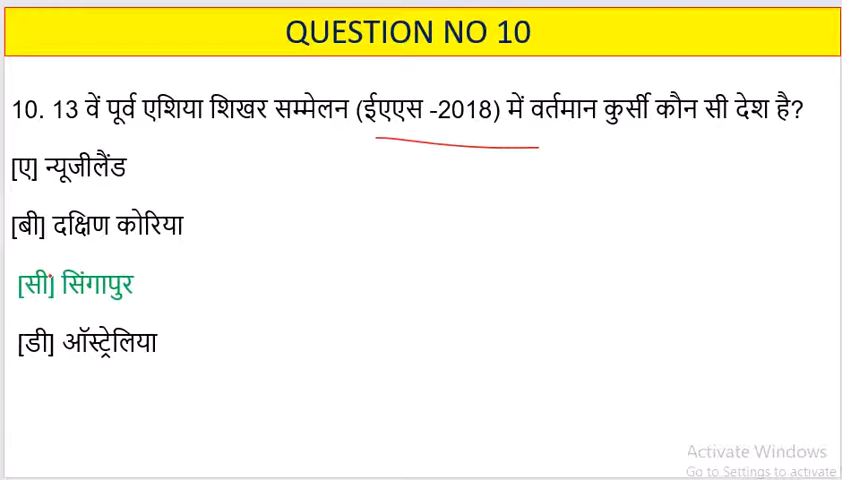 QUESTION NO 10
10. 13 वें पूर्व एशिया शिखर सम्मेलन (ईएएस -2018) में वर्तमान कुर्सी कौन सी देश है?
[ए] न्यूजीलैंड
[बी] दक्षिण कोरिया
[सी] सिंगापुर
[डी] ऑस्ट्रेलिया
Activate Windows
Go to Settings to activate